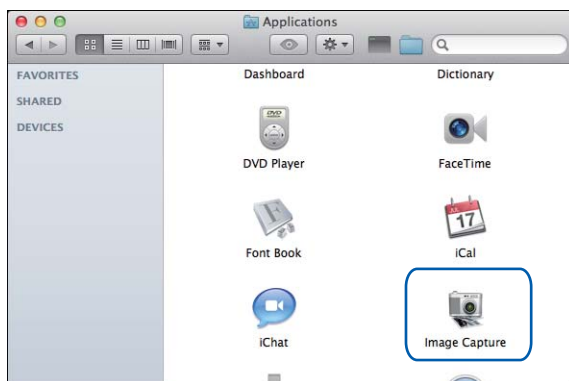 Applications
FAVORITES
SHARED
DEVICES
Dashboard
Dictionary
DVD
DVD Player
FaceTime
Font Book
17
iCal
iChat
Image Capture